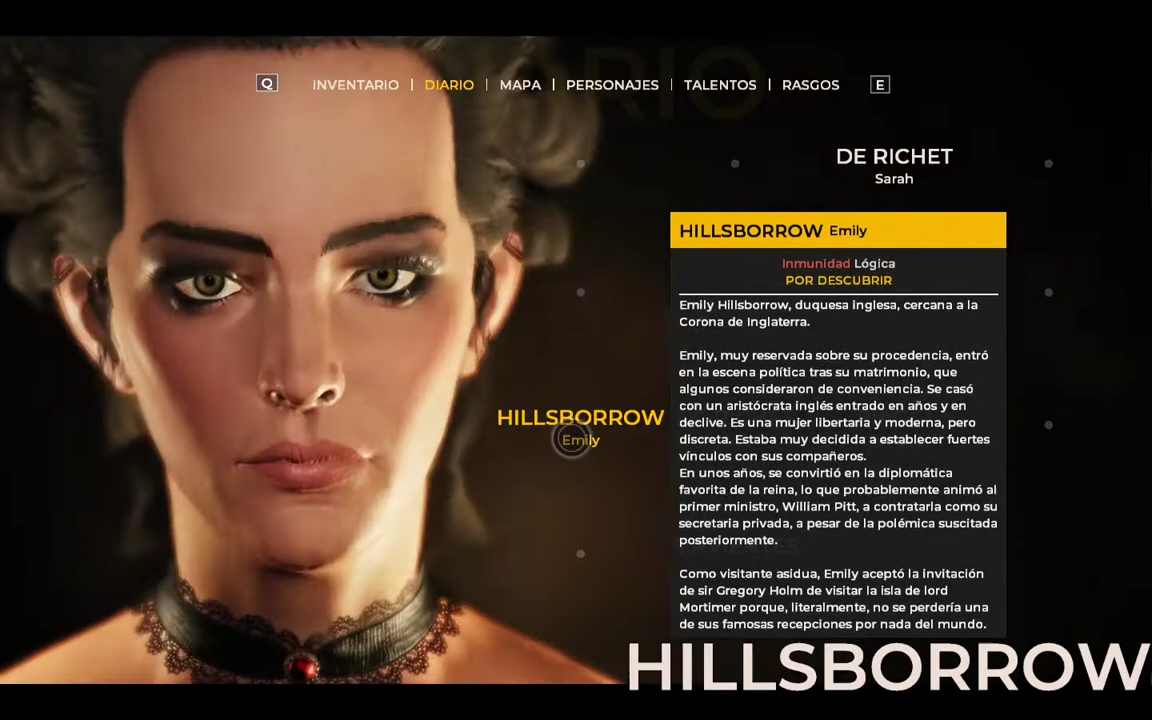 Q INVENTARIO | DIARIO | MAPA | PERSONAJES | TALENTOS | RASGOS E
DE RICHET
Sarah
HILLSBORROW Emily
Inmunidad Lógica
POR DESCUBRIR
Emily Hillsborrow, duquesa inglesa, cercana a la
Corona de Inglaterra.
Emily, muy reservada sobre su procedencia, entró
en la escena política tras su matrimonio, que
algunos consideraron de conveniencia. Se casó
con un aristócrata inglés entrado en años y en
declive. Es una mujer libertaria y moderna, pero
discreta. Estaba muy decidida a establecer fuertes
vínculos con sus compañeros.
En unos años, se convirtió en la diplomática
favorita de la reina, lo que probablemente animó al
primer ministro, William Pitt, a contratarla como su
secretaria privada, a pesar de la polémica suscitada
posteriormente.
Como visitante asidua, Emily aceptó la invitación
de sir Gregory Holm de visitar la isla de lord
Mortimer porque, literalmente, no se perdería una
de sus famosas recepciones por nada del mundo.
HILLSBORROW
Emily
HILLSBORROW